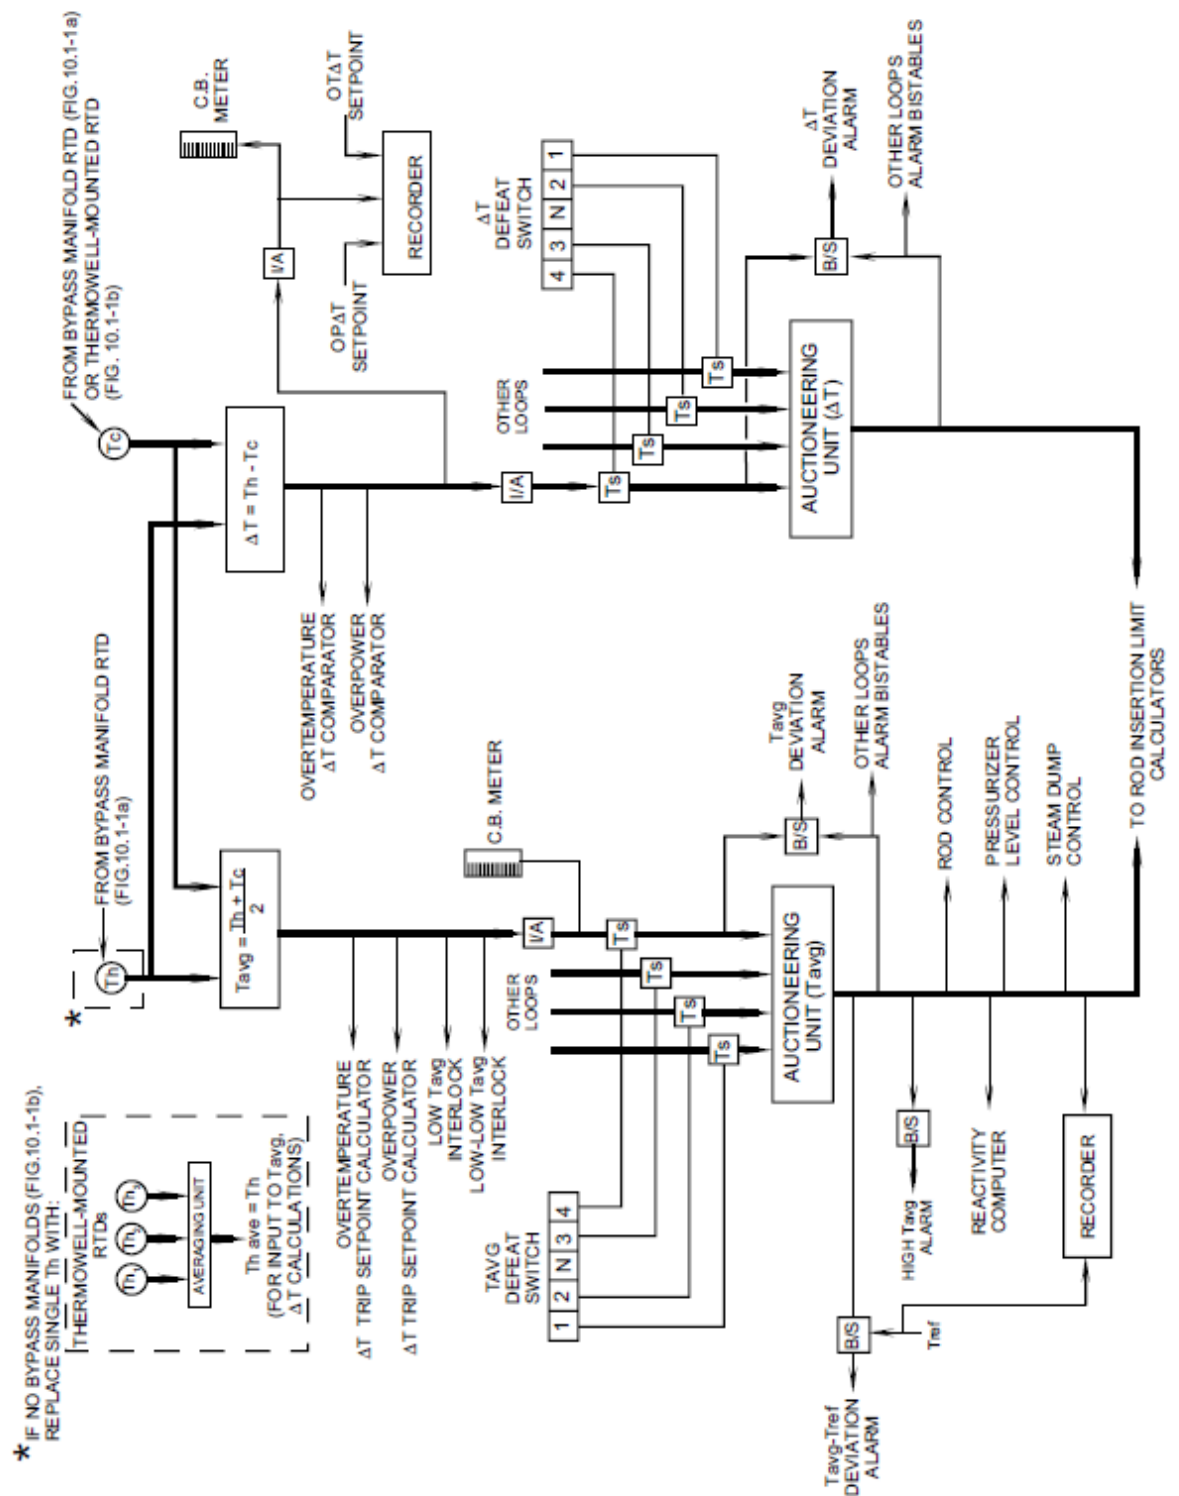 * IF NO BYPASS MANIFOLDS (FIG.10.1-1b),
REPLACE SINGLE Th WITH:
THERMOWELL-MOUNTED
RTDs
Th₁
Th₂
Th₃
AVERAGING UNIT
Th ave = Th
(FOR INPUT TO Tavg,
ΔT CALCULATIONS)
*
Th
FROM BYPASS MANIFOLD RTD
(FIG.10.1-1a)
Tc
FROM BYPASS MANIFOLD RTD (FIG.10.1-1a)
OR THERMOWELL-MOUNTED RTD
(FIG. 10.1-1b)
Tavg = Th + Tc
2
ΔT = Th - Tc
C.B.
METER
I/A
OTΔT
SETPOINT
OPΔT
SETPOINT
RECORDER
OVERTEMPERATURE
ΔT TRIP SETPOINT CALCULATOR
OVERPOWER
ΔT TRIP SETPOINT CALCULATOR
LOW Tavg
INTERLOCK
LOW-LOW Tavg
INTERLOCK
OVERTEMPERATURE
ΔT COMPARATOR
OVERPOWER
ΔT COMPARATOR
C.B. METER
I/A
I/A
TAVG
DEFEAT
SWITCH
1 2 N 3 4
OTHER
LOOPS
Ts
Ts
Ts
Ts
OTHER
LOOPS
ΔT
DEFEAT
SWITCH
4 3 N 2 1
Ts
Ts
Ts
Ts
AUCTIONEERING
UNIT (Tavg)
B/S
Tavg
DEVIATION
ALARM
OTHER LOOPS
ALARM BISTABLES
AUCTIONEERING
UNIT (ΔT)
B/S
ΔT
DEVIATION
ALARM
OTHER LOOPS
ALARM BISTABLES
B/S
Tref
Tavg-Tref
DEVIATION
ALARM
B/S
HIGH Tavg
ALARM
ROD CONTROL
REACTIVITY
COMPUTER
PRESSURIZER
LEVEL CONTROL
STEAM DUMP
CONTROL
RECORDER
TO ROD INSERTION LIMIT
CALCULATORS